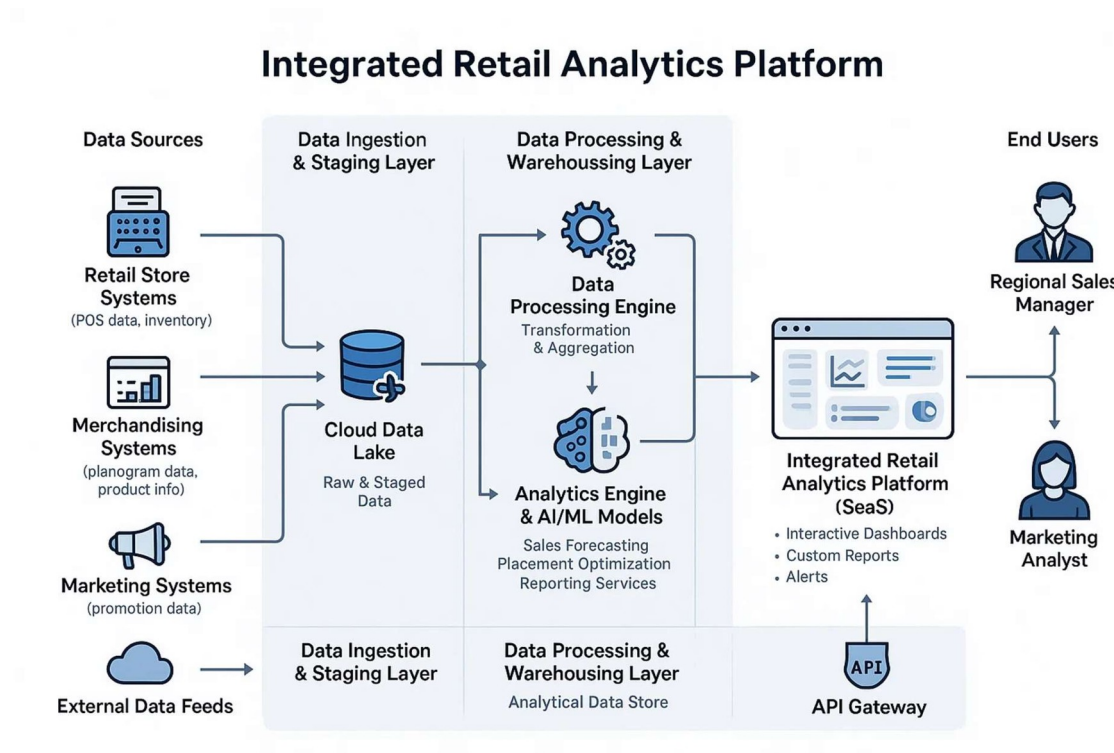 Integrated Retail Analytics Platform
Data Sources
Retail Store
Systems
(POS data, inventory)
Merchandising
Systems
(planogram data,
product info)
Marketing Systems
(promotion data)
External Data Feeds
Data Ingestion
& Staging Layer
Cloud Data
Lake
Raw & Staged
Data
Data Ingestion
& Staging Layer
Data Processing &
Warehoussing Layer
Data
Processing Engine
Transformation
& Aggregation
Analytics Engine
& AI/ML Models
Sales Forecasting
Placement Optimization
Reporting Services
Data Processing &
Warehousing Layer
Analytical Data Store
Integrated Retail
Analytics Platform
(SeaS)
• Interactive Dashboards
• Custom Reports
• Alerts
API
API Gateway
End Users
Regional Sales
Manager
Marketing
Analyst